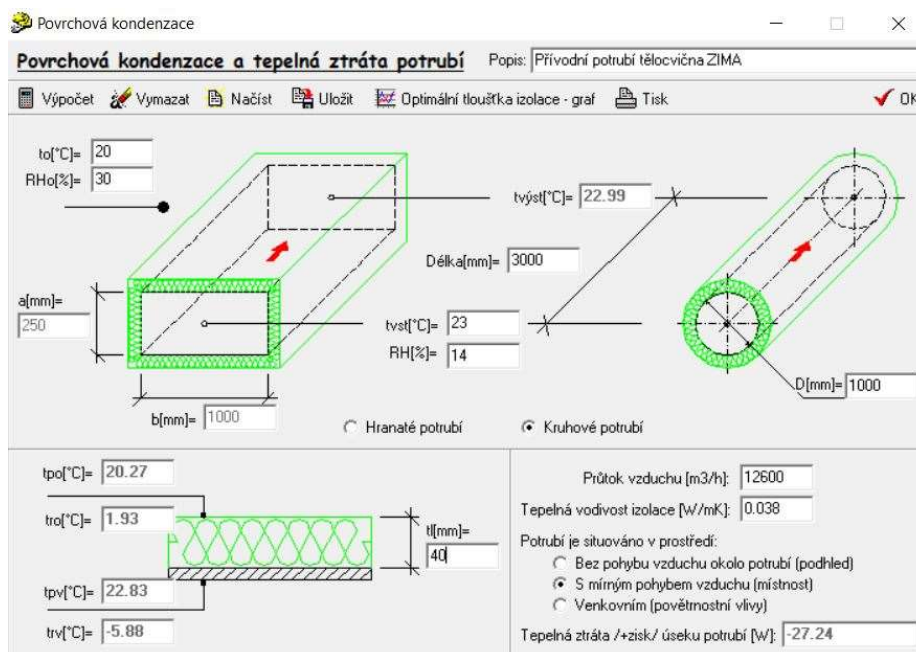 Povrchová kondenzace
Povrchová kondenzace a tepelná ztráta potrubí Popis: Přívodní potrubí tělocvična ZIMA
Výpočet Vymazat Načíst Uložit Optimální tloušťka izolace - graf Tisk OK
to[°C]= 20
RHo[%]= 30
tvýst[°C]= 22.99
Délka[mm]= 3000
a[mm]=
250
tvst[°C]= 23
RH[%]= 14
D[mm]= 1000
b[mm]= 1000
Hranaté potrubí Kruhové potrubí
tpo[°C]= 20.27
tro[°C]= 1.93
tl[mm]=
40
tpv[°C]= 22.83
trv[°C]= -5.88
Průtok vzduchu [m3/h]: 12600
Tepelná vodivost izolace [W/mK]: 0.038
Potrubí je situováno v prostředí:
Bez pohybu vzduchu okolo potrubí (podhled)
S mírným pohybem vzduchu (místnost)
Venkovním (povětrnostní vlivy)
Tepelná ztráta /+zisk/ úseku potrubí [W]: -27.24